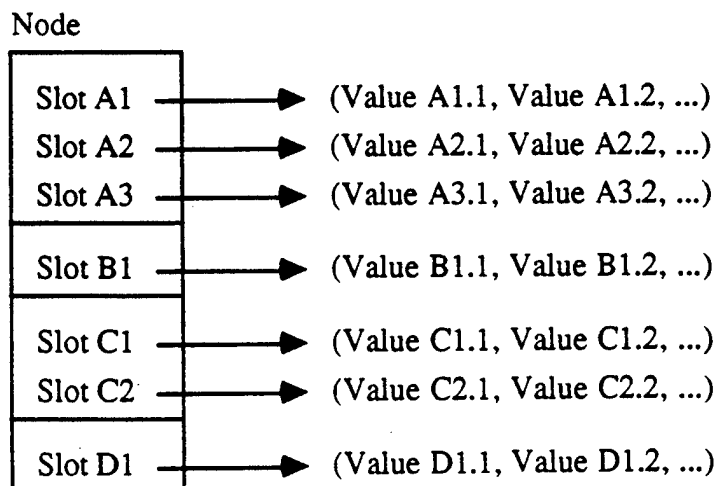 Node
Slot A1 (Value A1.1, Value A1.2, ...)
Slot A2 (Value A2.1, Value A2.2, ...)
Slot A3 (Value A3.1, Value A3.2, ...)
Slot B1 (Value B1.1, Value B1.2, ...)
Slot C1 (Value C1.1, Value C1.2, ...)
Slot C2 (Value C2.1, Value C2.2, ...)
Slot D1 (Value D1.1, Value D1.2, ...)